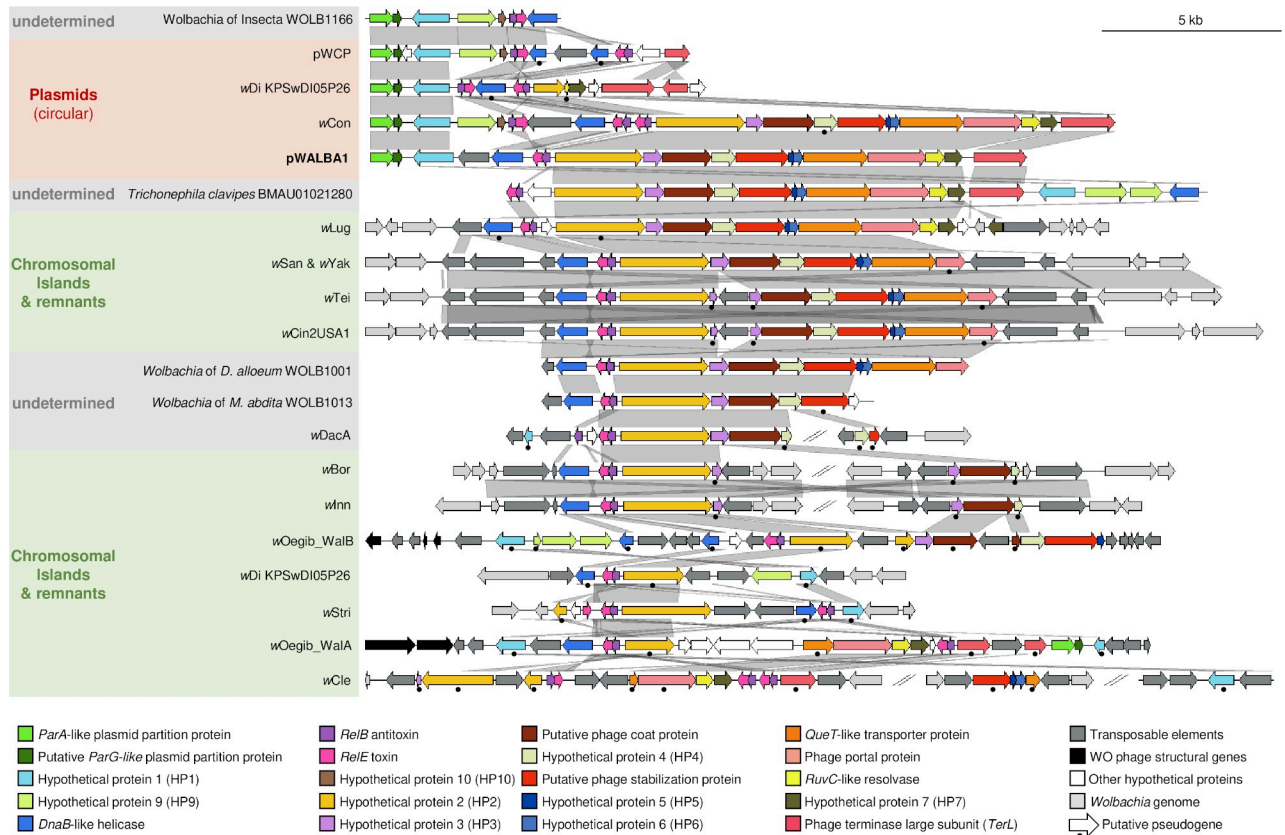 undetermined
Wolbachia of Insecta WOLB1166
5 kb
pWCP
Plasmids
(circular)
wDi KPSwDI05P26
wCon
pWALBA1
undetermined
Trichonephila clavipes BMAU01021280
wLug
Chromosomal
Islands
& remnants
wSan & wYak
wTei
wCin2USA1
Wolbachia of D. alloeum WOLB1001
undetermined
Wolbachia of M. abdita WOLB1013
wDacA
wBor
wInn
Chromosomal
Islands
& remnants
wOegib_WalB
wDi KPSwDI05P26
wStri
wOegib_WalA
wCle
ParA-like plasmid partition protein
Putative ParG-like plasmid partition protein
Hypothetical protein 1 (HP1)
Hypothetical protein 9 (HP9)
DnaB-like helicase
RelB antitoxin
RelE toxin
Hypothetical protein 10 (HP10)
Hypothetical protein 2 (HP2)
Hypothetical protein 3 (HP3)
Putative phage coat protein
Hypothetical protein 4 (HP4)
Putative phage stabilization protein
Hypothetical protein 5 (HP5)
Hypothetical protein 6 (HP6)
QueT-like transporter protein
Phage portal protein
RuvC-like resolvase
Hypothetical protein 7 (HP7)
Phage terminase large subunit (TerL)
Transposable elements
WO phage structural genes
Other hypothetical proteins
Wolbachia genome
Putative pseudogene